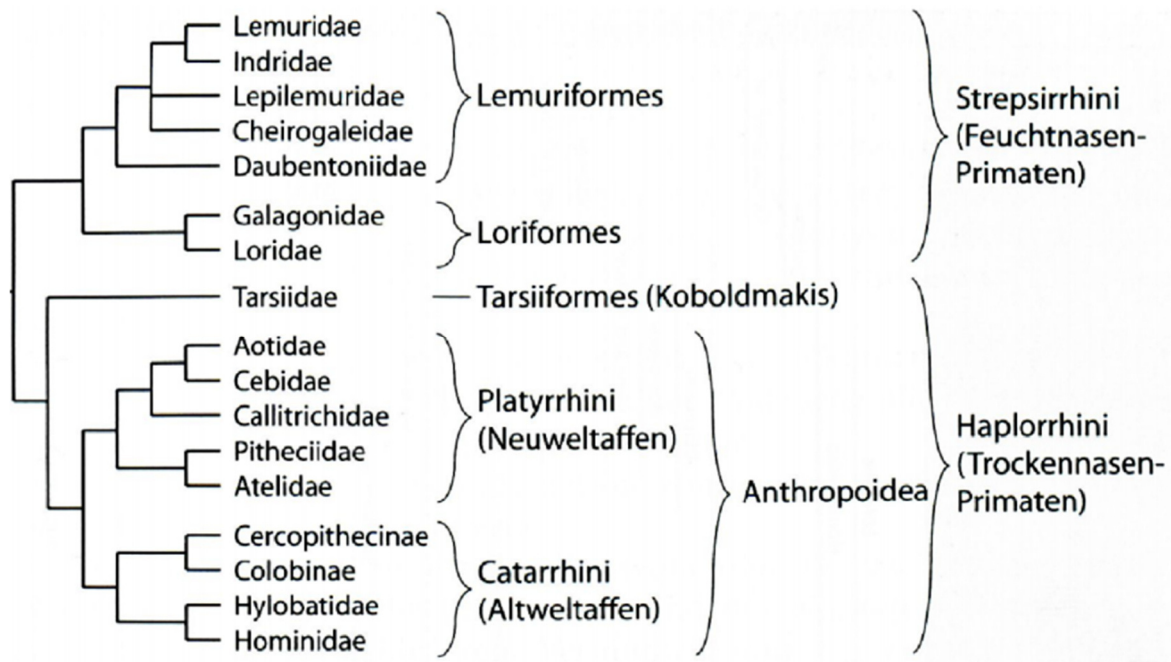 Lemuridae
Indridae
Lepilemuridae
Cheirogaleidae
Daubentoniidae
Lemuriformes
Galagonidae
Loridae
Loriformes
Strepsirrhini
(Feuchtnasen-
Primaten)
Tarsiidae
Tarsiiformes (Koboldmakis)
Aotidae
Cebidae
Callitrichidae
Pitheciidae
Atelidae
Platyrrhini
(Neuweltaffen)
Cercopithecinae
Colobinae
Hylobatidae
Hominidae
Catarrhini
(Altweltaffen)
Anthropoidea
Haplorrhini
(Trockennasen-
Primaten)